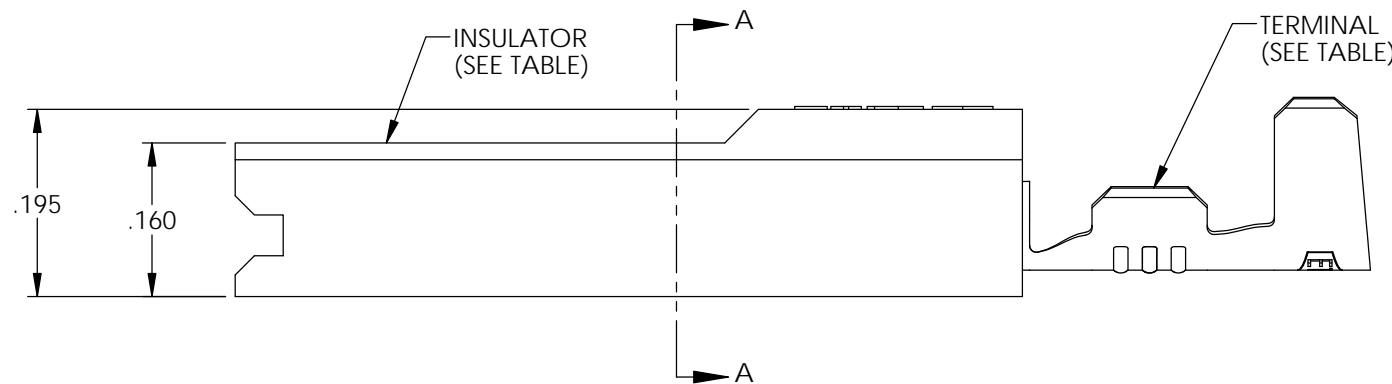 A
INSULATOR
(SEE TABLE)
TERMINAL
(SEE TABLE)
.195
.160
A